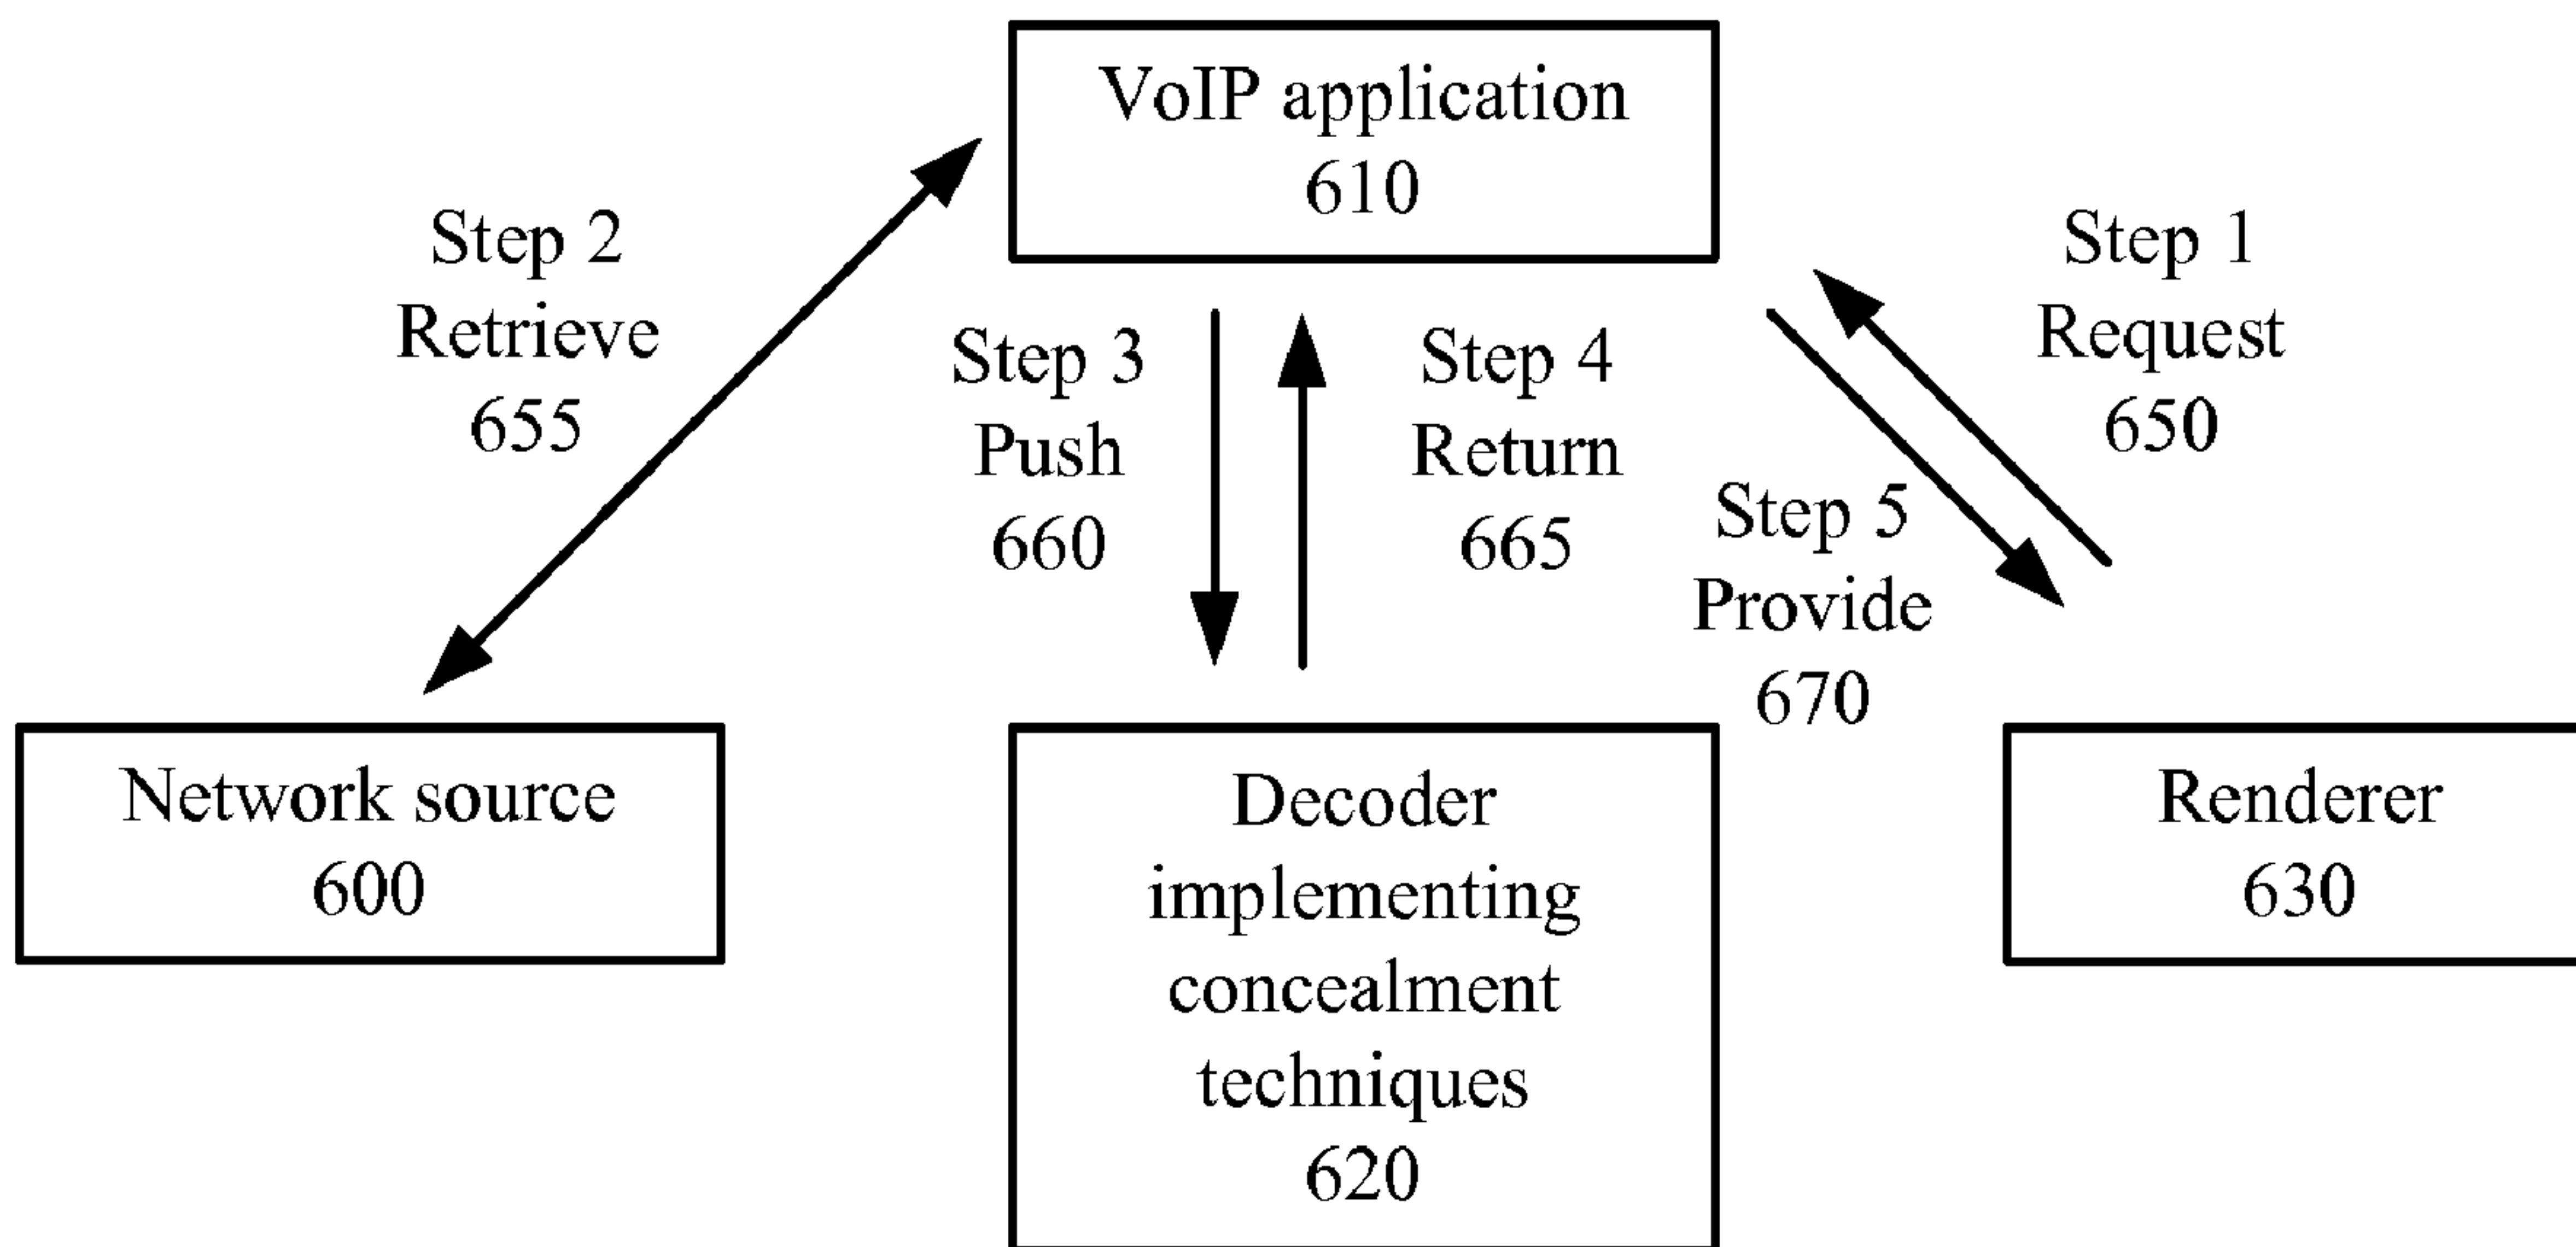 VoIP application
610
Step 2
Retrieve
655
Step 3
Push
660
Step 4
Return
665
Step 1
Request
650
Step 5
Provide
670
Network source
600
Decoder
implementing
concealment
techniques
620
Renderer
630